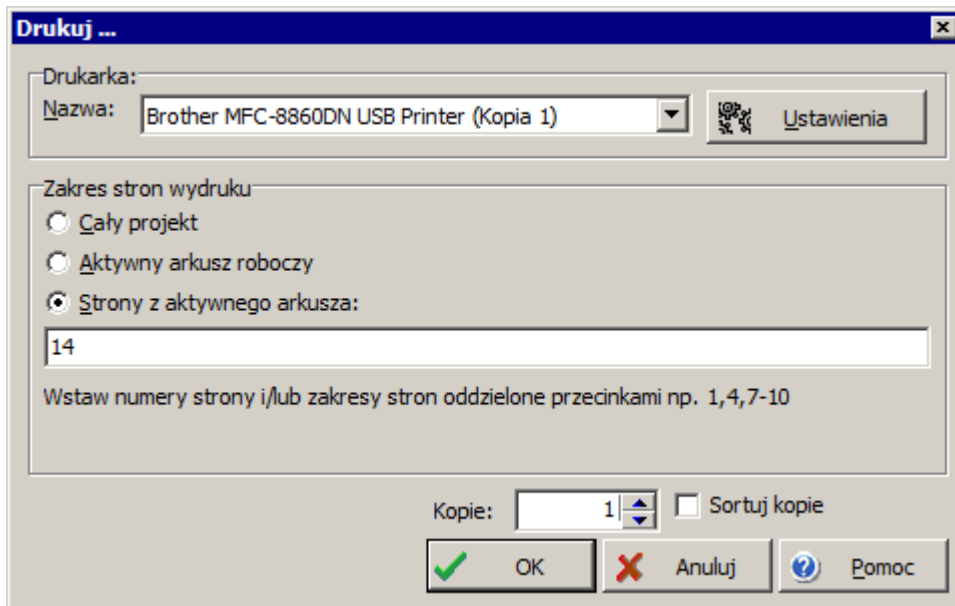 Drukuj ...
Drukarka:
Nazwa: Brother MFC-8860DN USB Printer (Kopia 1) Ustawienia
Zakres stron wydruku
Cały projekt
Aktywny arkusz roboczy
Strony z aktywnego arkusza:
14
Wstaw numery strony i/lub zakresy stron oddzielone przecinkami np. 1,4,7-10
Kopie: 1 Sortuj kopie
OK Anuluj Pomoc